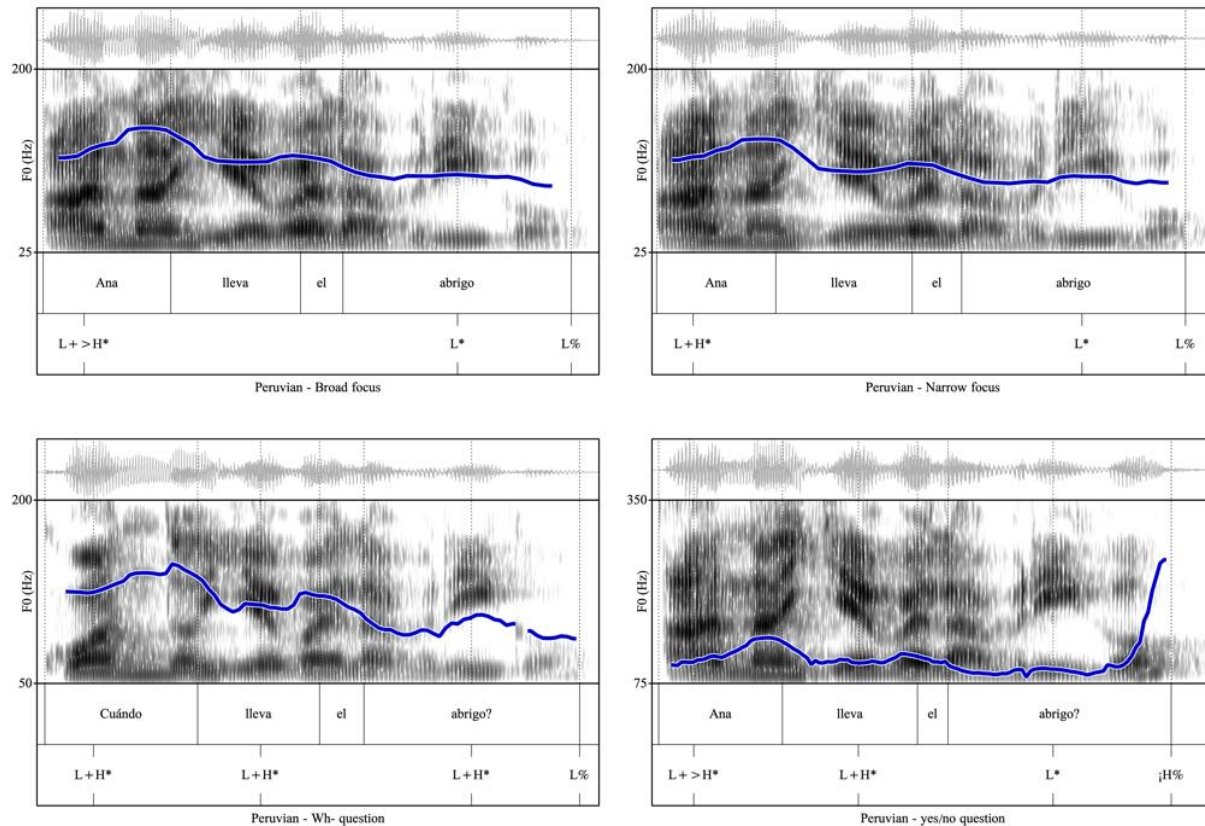 200
F0 (Hz)
25
Ana lleva el abrigo
L+>H* L* L%
Peruvian - Broad focus
200
F0 (Hz)
25
Ana lleva el abrigo
L+H* L* L%
Peruvian - Narrow focus
200
F0 (Hz)
50
Cuándo lleva el abrigo?
L+H* L+H* L+H* L%
Peruvian - Wh- question
350
F0 (Hz)
75
Ana lleva el abrigo?
L+>H* L+H* L* ¡H%
Peruvian - yes/no question